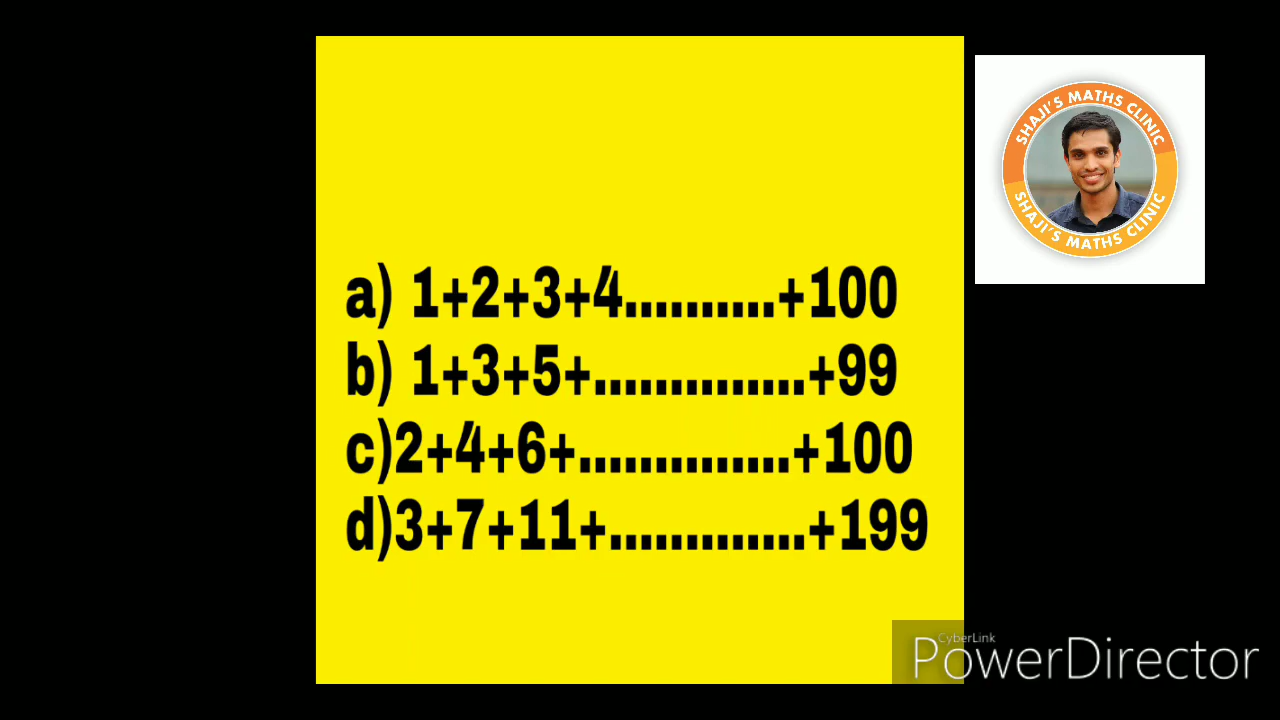 SHAJI'S MATHS CLINIC
SHAJI'S MATHS CLINIC
a) 1+2+3+4..........+100
b) 1+3+5+..............+99
c)2+4+6+..............+100
d)3+7+11+.............+199
CyberLink
PowerDirector